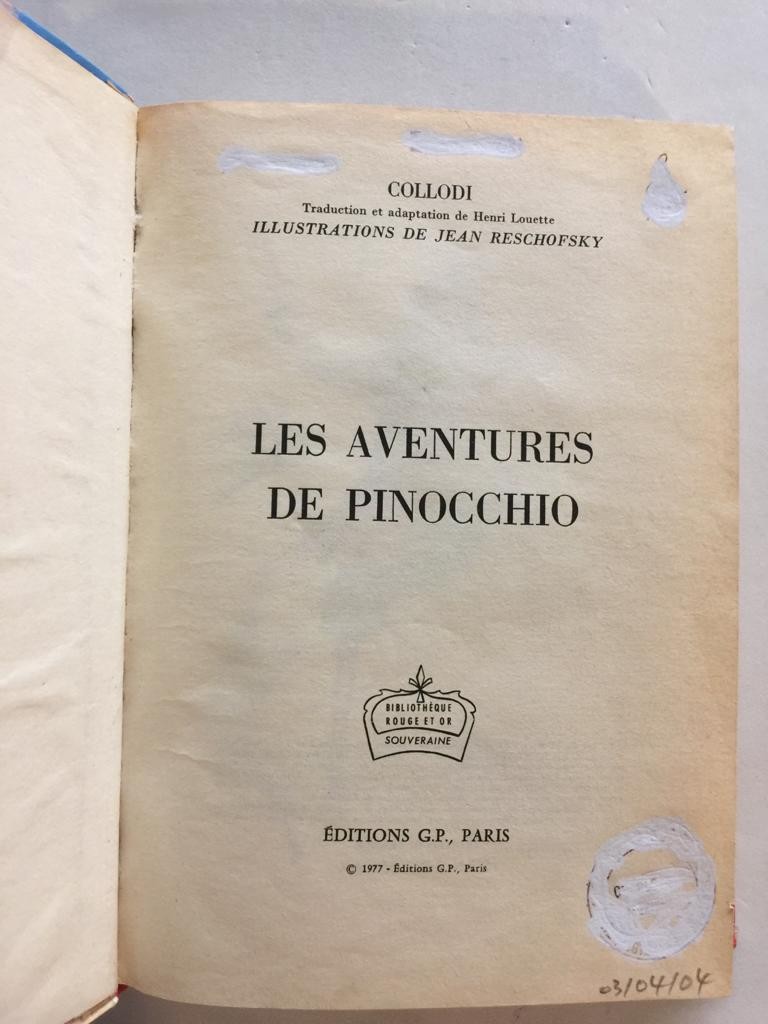 COLLODI
Traduction et adaptation de Henri Louette
ILLUSTRATIONS DE JEAN RESCHOFSKY
LES AVENTURES
DE PINOCCHIO
BIBLIOTHÈQUE
ROUGE ET OR
SOUVERAINE
ÉDITIONS G.P., PARIS
© 1977 - Éditions G.P., Paris
03/04/04